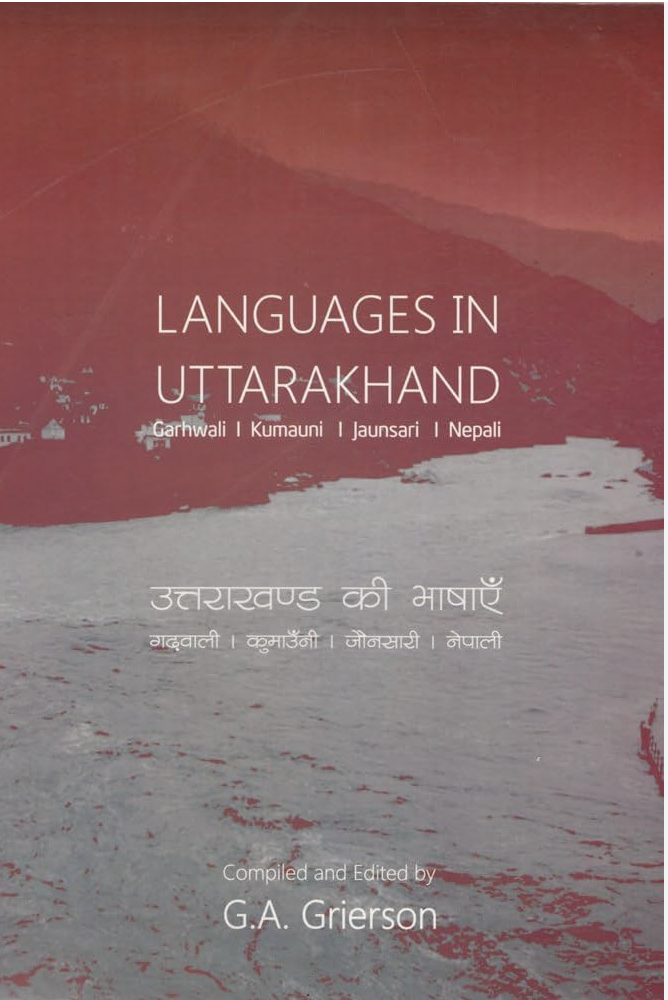 LANGUAGES IN
UTTARAKHAND
Garhwali I Kumauni I Jaunsari I Nepali
उत्तराखण्ड की भाषाएँ
गढ़वाली । कुमाउँनी । जौनसारी । नेपाली
Compiled and Edited by
G.A. Grierson